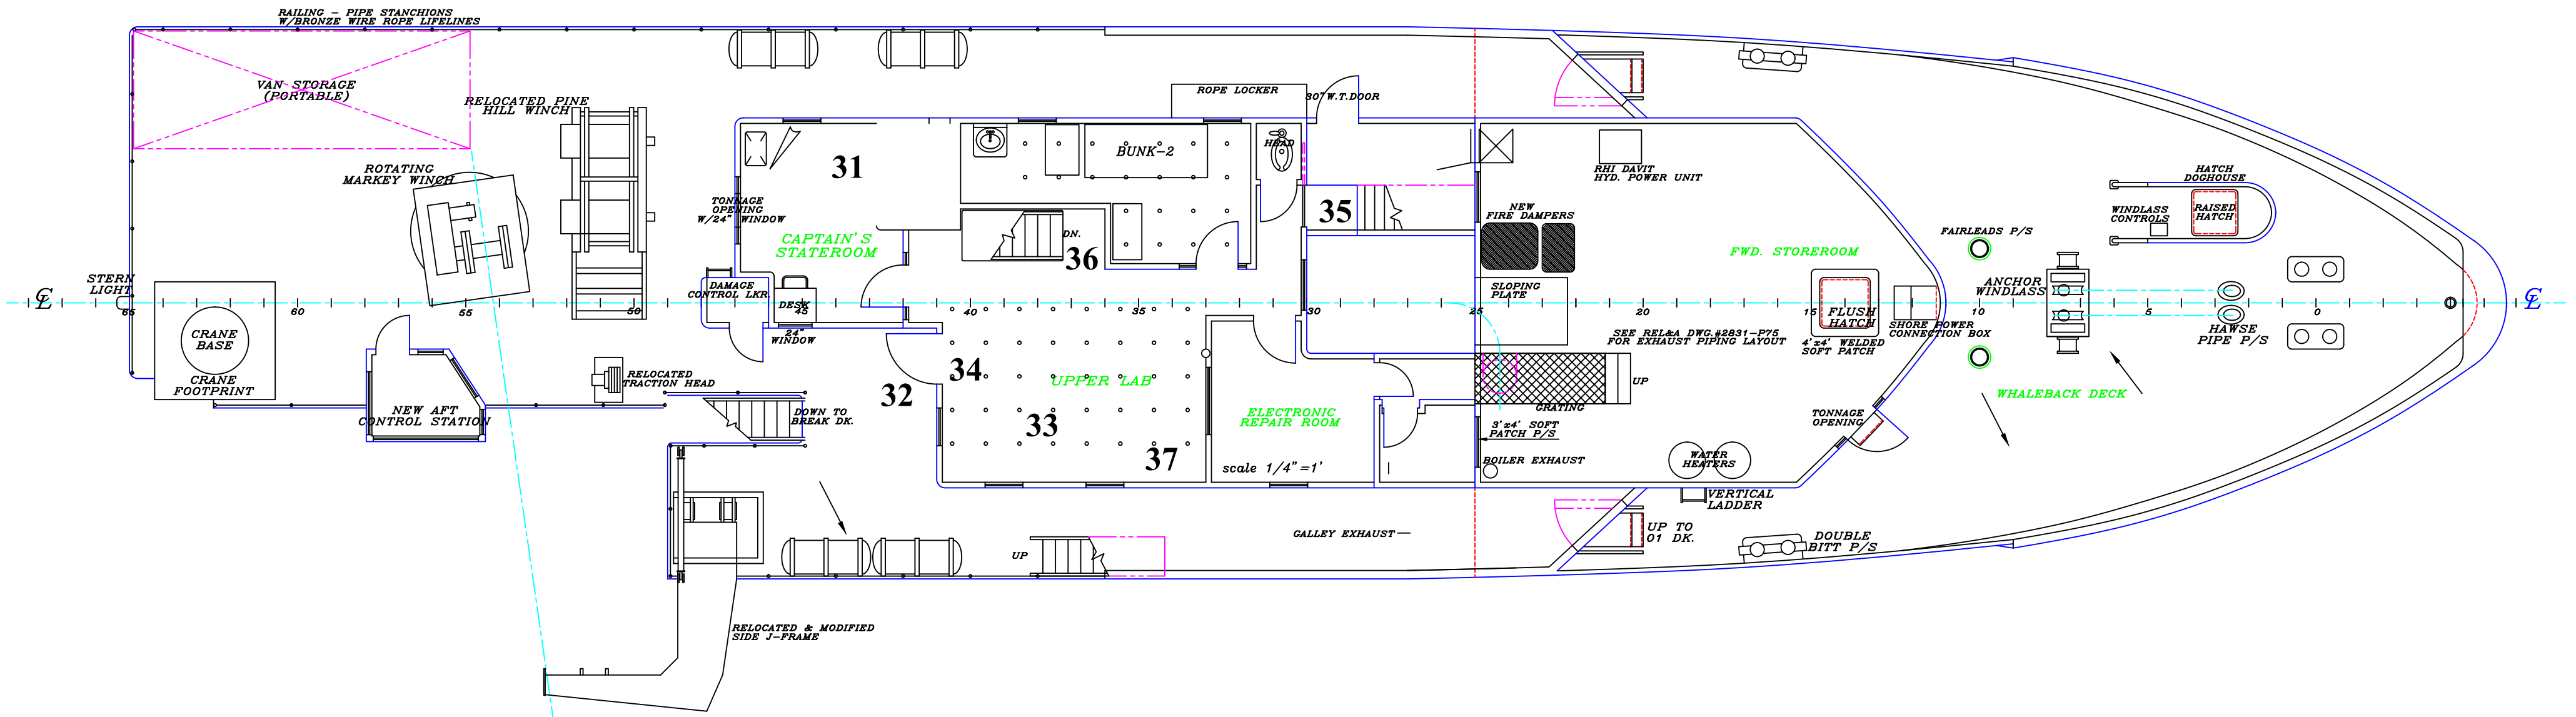 RAILING - PIPE STANCHIONS
W/BRONZE WIRE ROPE LIFELINES
VAN STORAGE
(PORTABLE)
RELOCATED PINE
HILL WINCH
ROTATING
MARKEY WINCH
STERN
LIGHT
CRANE
BASE
CRANE
FOOTPRINT
NEW AFT
CONTROL STATION
RELOCATED
TRACTION HEAD
DOWN TO
BREAK DK.
RELOCATED & MODIFIED
SIDE J-FRAME
31
TONNAGE
OPENING
W/24" WINDOW
CAPTAIN'S
STATEROOM
DAMAGE
CONTROL LKR.
DESK
24"
WINDOW
BUNK-2
ROPE LOCKER
307 W.T.DOOR
HEAD
DN.
36
35
32
34
33
37
UPPER LAB
ELECTRONIC
REPAIR ROOM
scale 1/4"=1'
UP
GALLEY EXHAUST
RHI DAVIT
HYD. POWER UNIT
NEW
FIRE DAMPERS
SLOPING
PLATE
FWD. STOREROOM
SEE REL&A DWG.#2831-P75
FOR EXHAUST PIPING LAYOUT
UP
GRATING
3'x4' SOFT
PATCH P/S
BOILER EXHAUST
WATER
HEATERS
TONNAGE
OPENING
FLUSH
HATCH
4'x4' WELDED
SOFT PATCH
SHORE POWER
CONNECTION BOX
VERTICAL
LADDER
UP TO
01 DK.
DOUBLE
BITT P/S
FAIRLEADS P/S
ANCHOR
WINDLASS
WINDLASS
CONTROLS
HATCH
DOGHOUSE
RAISED
HATCH
HAWSE
PIPE P/S
WHALEBACK DECK
CL 65 60 55 50 45 40 35 30 25 20 15 10 5 0 CL